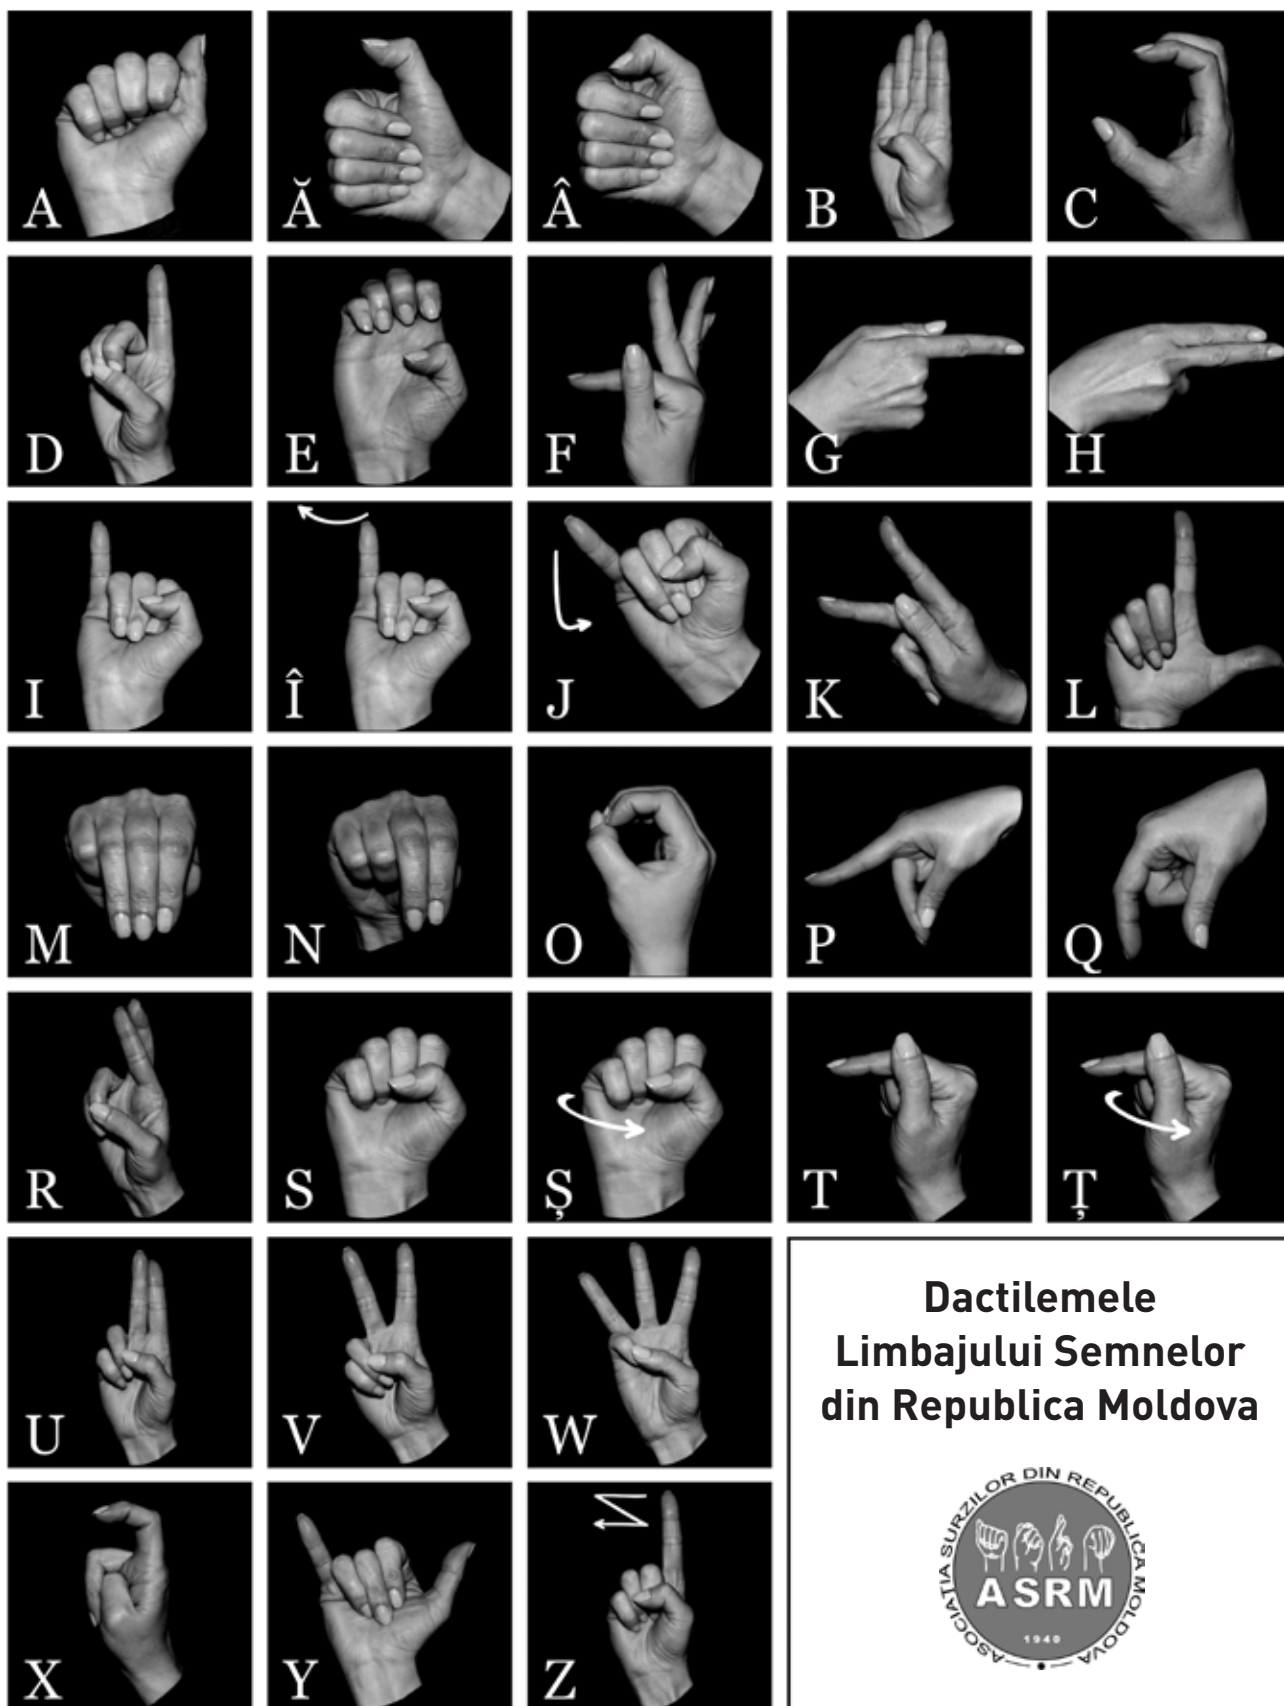 A Ă Â B C
D E F G H
I Î J K L
M N O P Q
R S Ș T Ț
U V W
Dactilemele
Limbajului Semnelor
din Republica Moldova
ASOCIAȚIA SURZILOR DIN REPUBLICA MOLDOVA
ASRM
1940
X Y Z